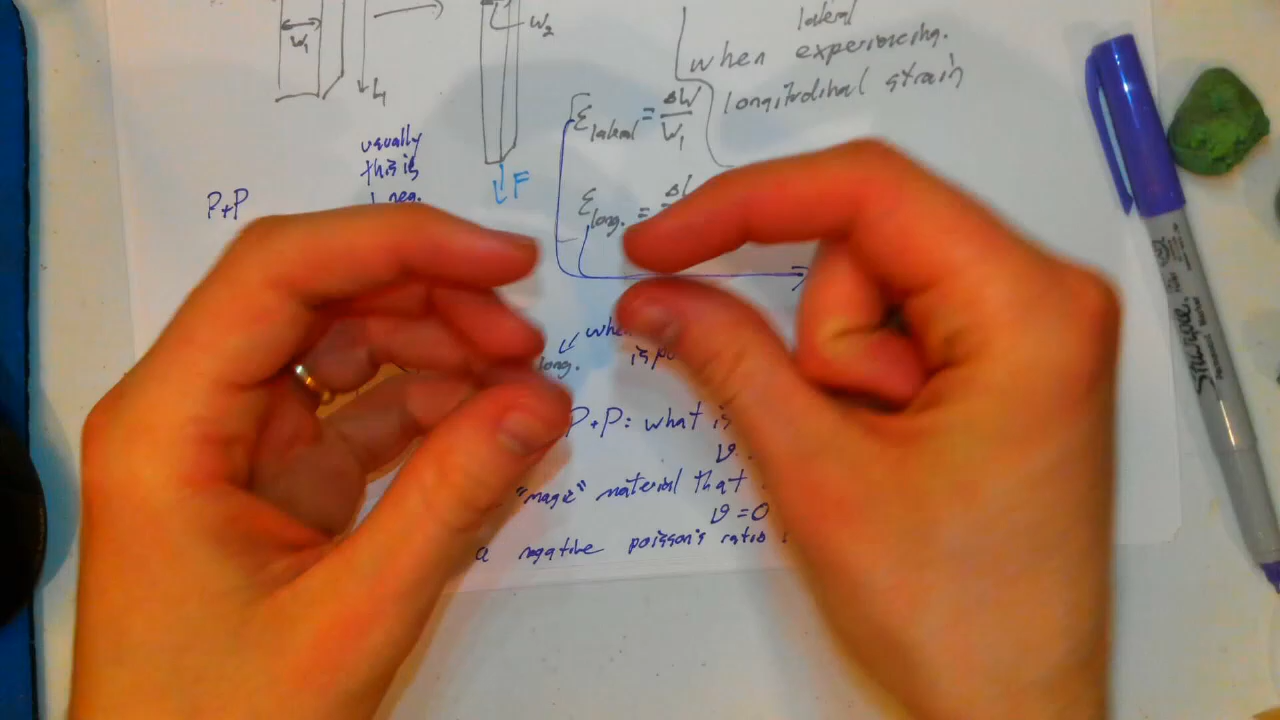 W₁
L₁
W₂
F
lateral
when experiencing.
longitudinal strain
ε lateral = ΔW / W₁
ε long. =
usually
this is
neg.
P+P
long.
P+P: what is
"magic" material that
ν = 0
a negative poisson's ratio
SHARPIE